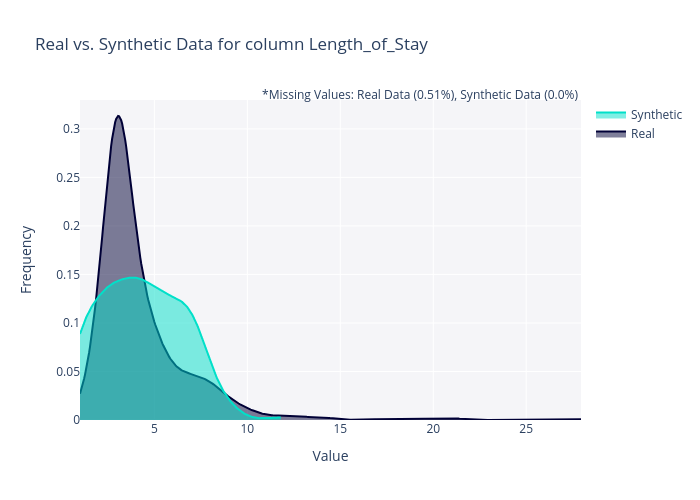 Real vs. Synthetic Data for column Length_of_Stay
*Missing Values: Real Data (0.51%), Synthetic Data (0.0%)
Synthetic
Real
0.3
0.25
0.2
0.15
0.1
0.05
0
Frequency
5
10
15
20
25
Value